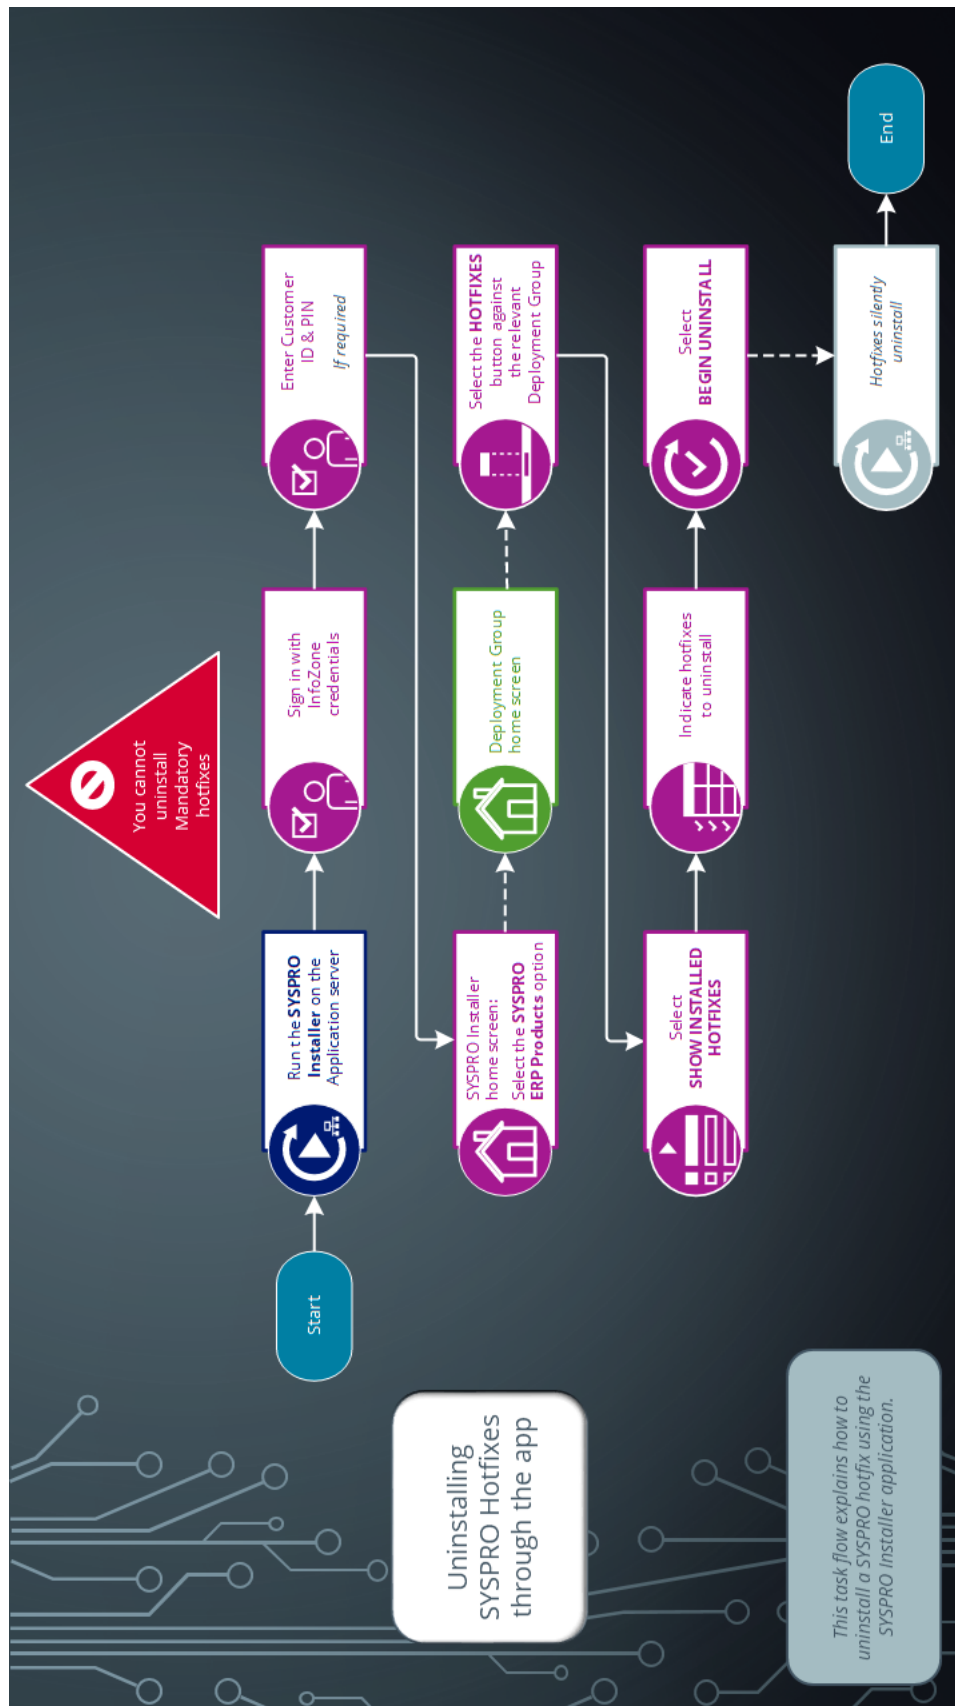 Uninstalling
SYSPRO Hotfixes
through the app
This task flow explains how to
uninstall a SYSPRO hotfix using the
SYSPRO Installer application.
You cannot
uninstall
Mandatory
hotfixes
Start
Run the SYSPRO
Installer on the
Application server
Sign in with
InfoZone
credentials
Enter Customer
ID & PIN
If required
SYSPRO Installer
home screen:
Select the SYSPRO
ERP Products option
Deployment Group
home screen
Select the HOTFIXES
button against
the relevant
Deployment Group
Select
SHOW INSTALLED
HOTFIXES
Indicate hotfixes
to uninstall
Select
BEGIN UNINSTALL
Hotfixes silently
uninstall
End